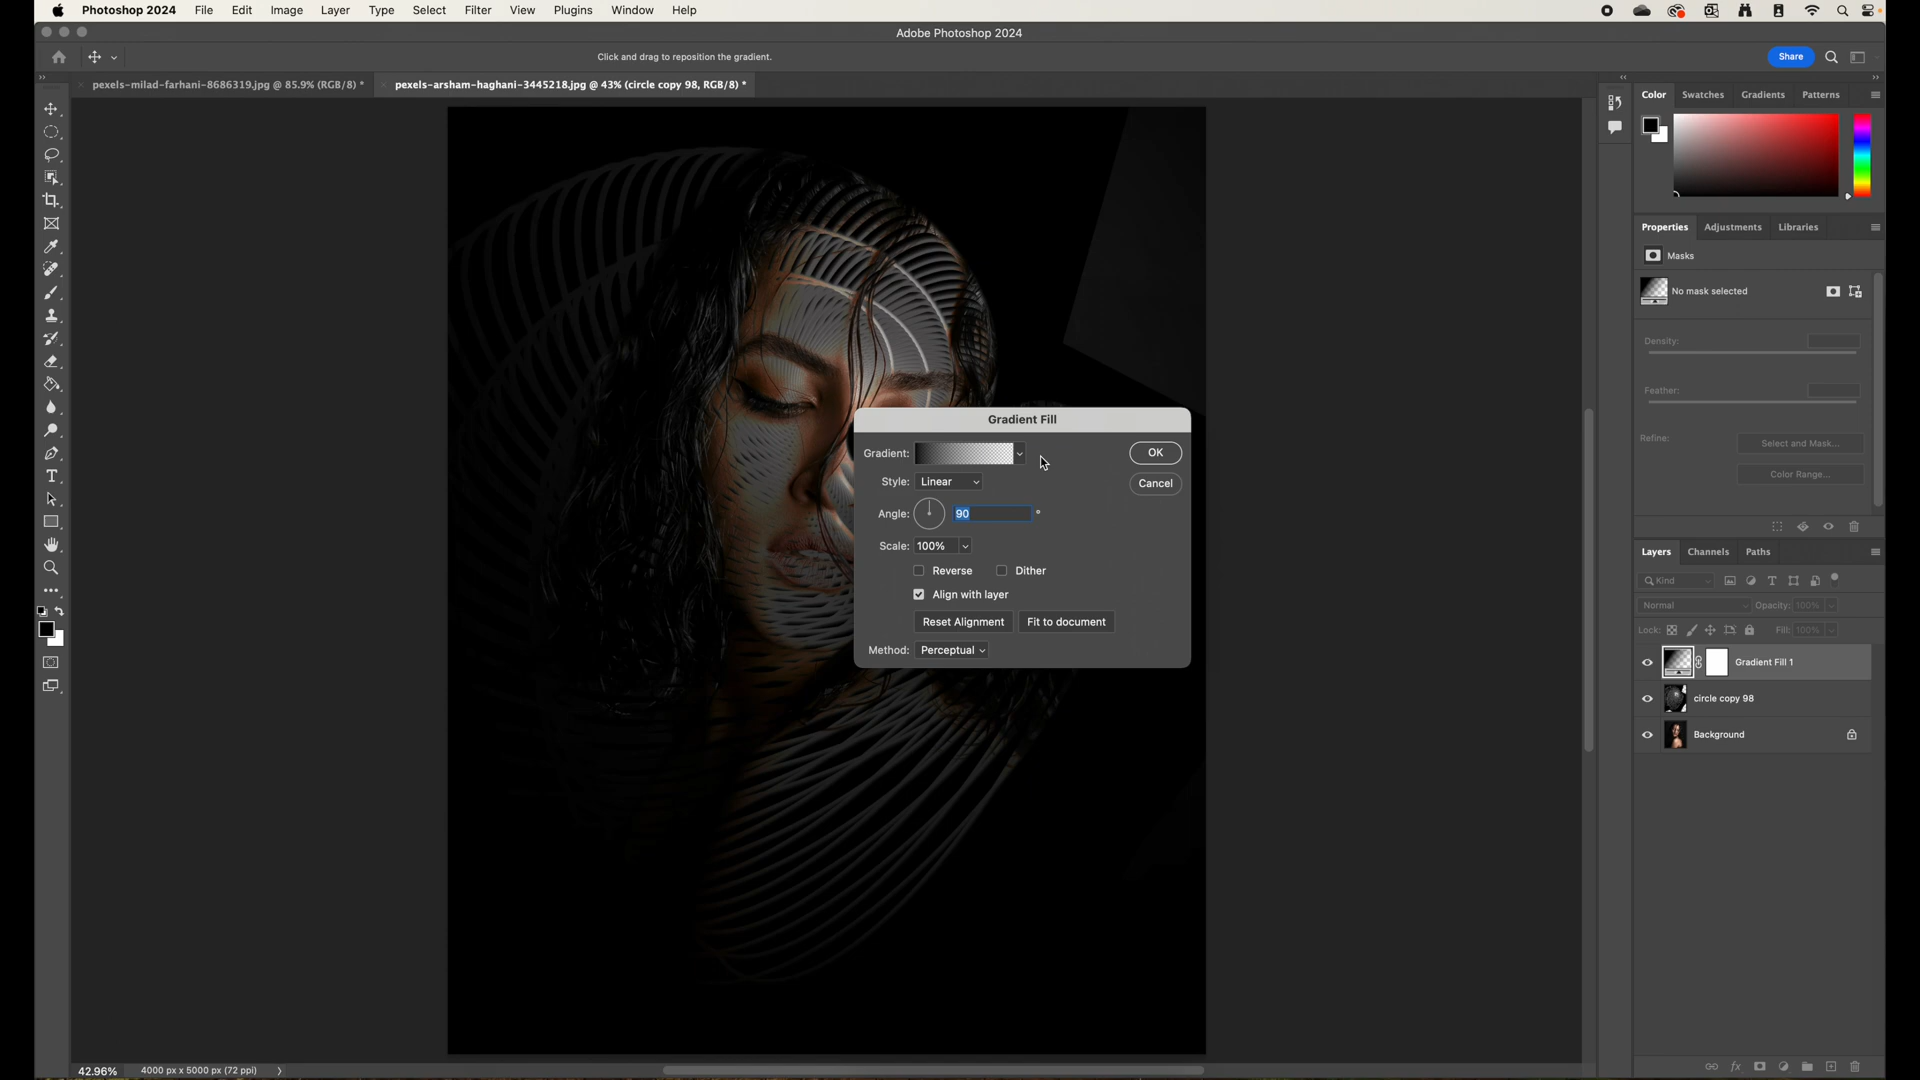 Photoshop 2024 File Edit Image Layer Type Select Filter View Plugins Window Help
Adobe Photoshop 2024
Click and drag to reposition the gradient.
Share
pexels-milad-farhani-8686319.jpg @ 85.9% (RGB/8) *
pexels-arsham-haghani-3445218.jpg @ 43% (circle copy 98, RGB/8) *
Color Swatches Gradients Patterns
Properties Adjustments Libraries
Masks
No mask selected
Density:
Feather:
Refine: Select and Mask...
Color Range...
Gradient Fill
Gradient: OK
Style: Linear Cancel
Angle: 90 °
Scale: 100%
Reverse Dither
Align with layer
Reset Alignment Fit to document
Method: Perceptual
Layers Channels Paths
Kind
Normal Opacity: 100%
Lock: Fill: 100%
Gradient Fill 1
circle copy 98
Background
42.96% 4000 px x 5000 px (72 ppi)